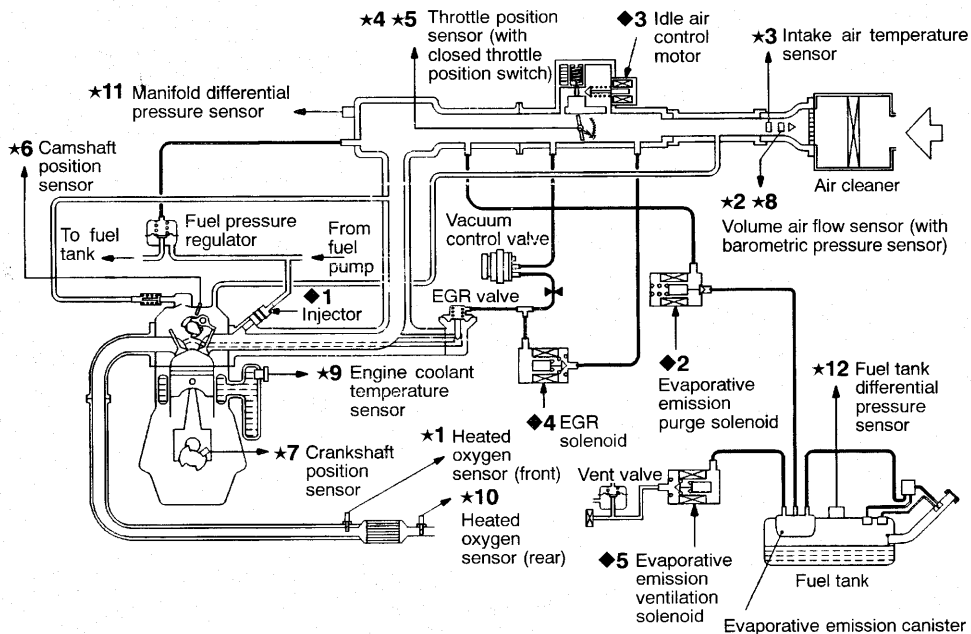 ★4 ★5 Throttle position
sensor (with
closed throttle
position switch)
◆3 Idle air
control
motor
★3 Intake air temperature
sensor
★11 Manifold differential
pressure sensor
★6 Camshaft
position
sensor
Air cleaner
★2 ★8
Volume air flow sensor (with
barometric pressure sensor)
To fuel
tank
Fuel pressure
regulator
From
fuel
pump
Vacuum
control valve
◆1
Injector
EGR valve
◆2
Evaporative
emission
purge solenoid
★12 Fuel tank
differential
pressure
sensor
★9 Engine coolant
temperature
sensor
◆4 EGR
solenoid
★7 Crankshaft
position
sensor
★1 Heated
oxygen
sensor (front)
★10
Heated
oxygen
sensor (rear)
Vent valve
◆5 Evaporative
emission
ventilation
solenoid
Fuel tank
Evaporative emission canister